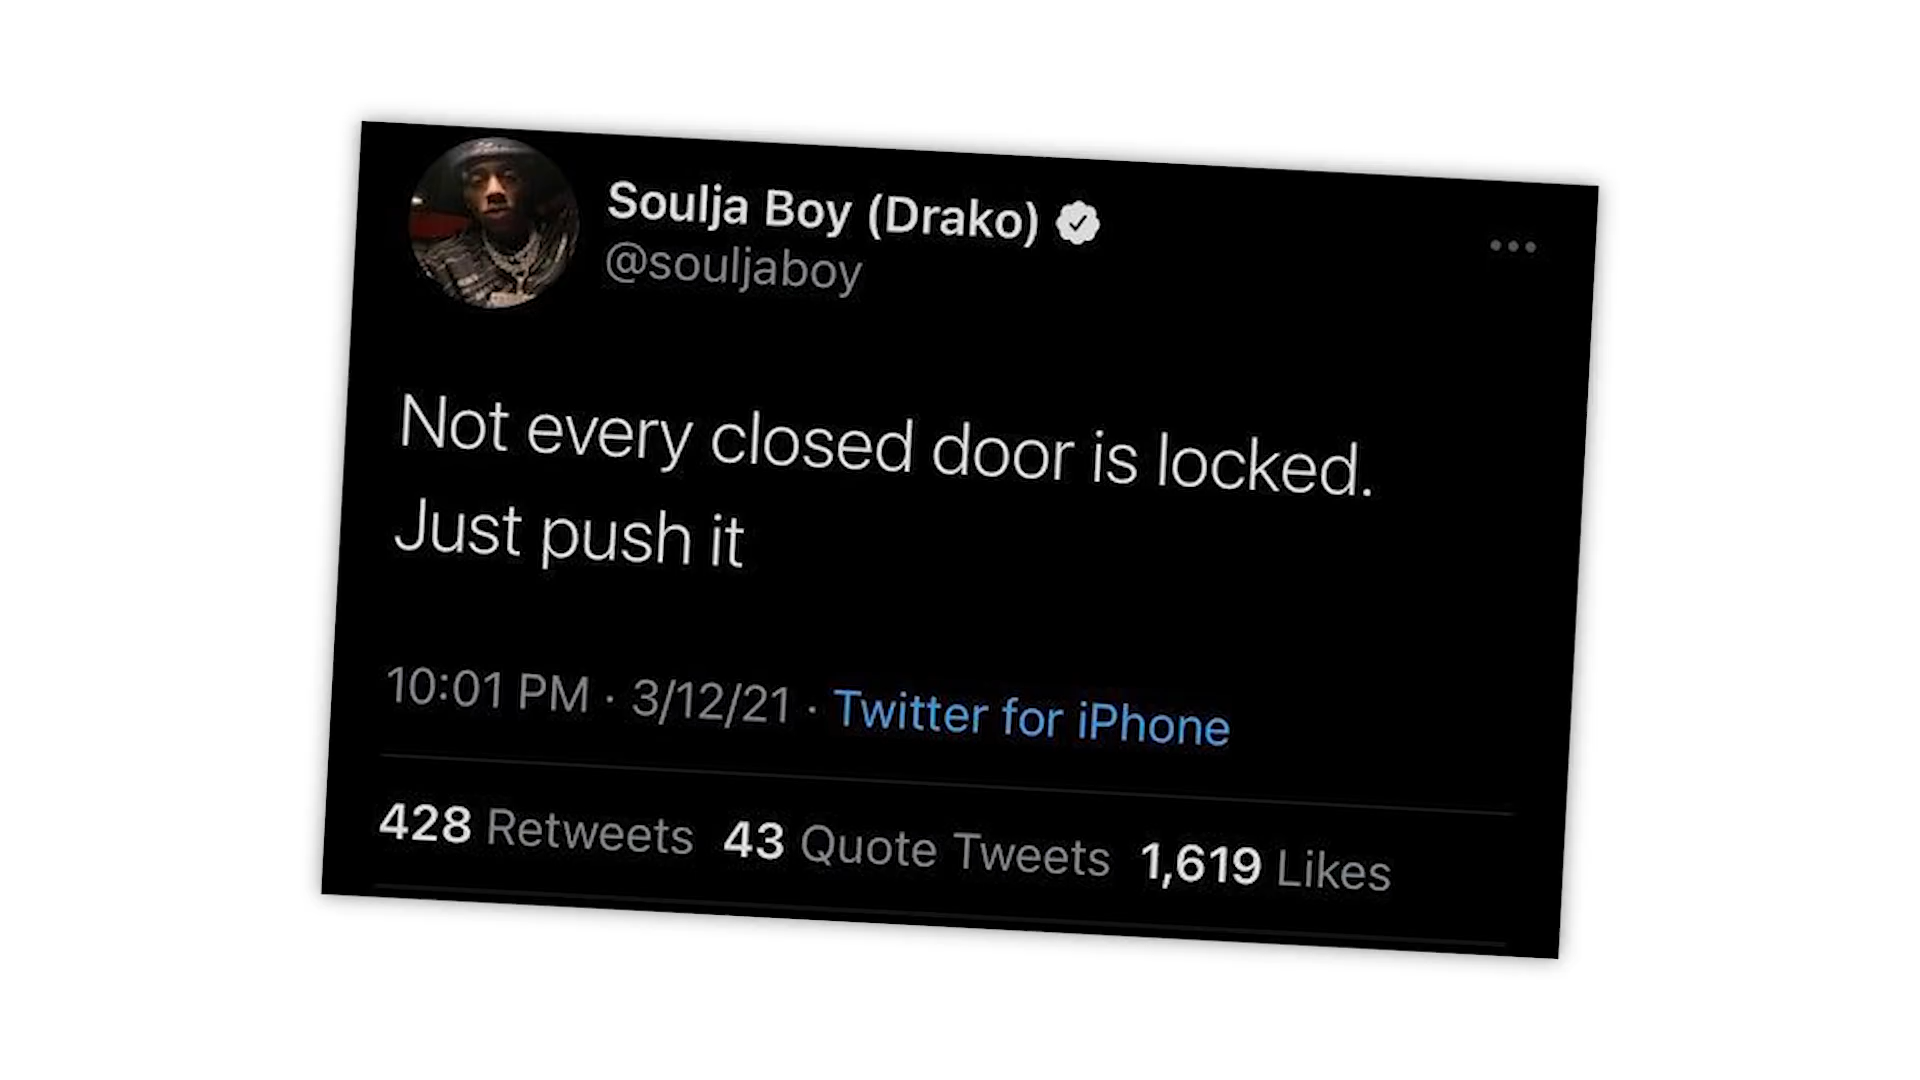 Soulja Boy (Drako)
@souljaboy
Not every closed door is locked.
Just push it
10:01 PM · 3/12/21 · Twitter for iPhone
428 Retweets 43 Quote Tweets 1,619 Likes